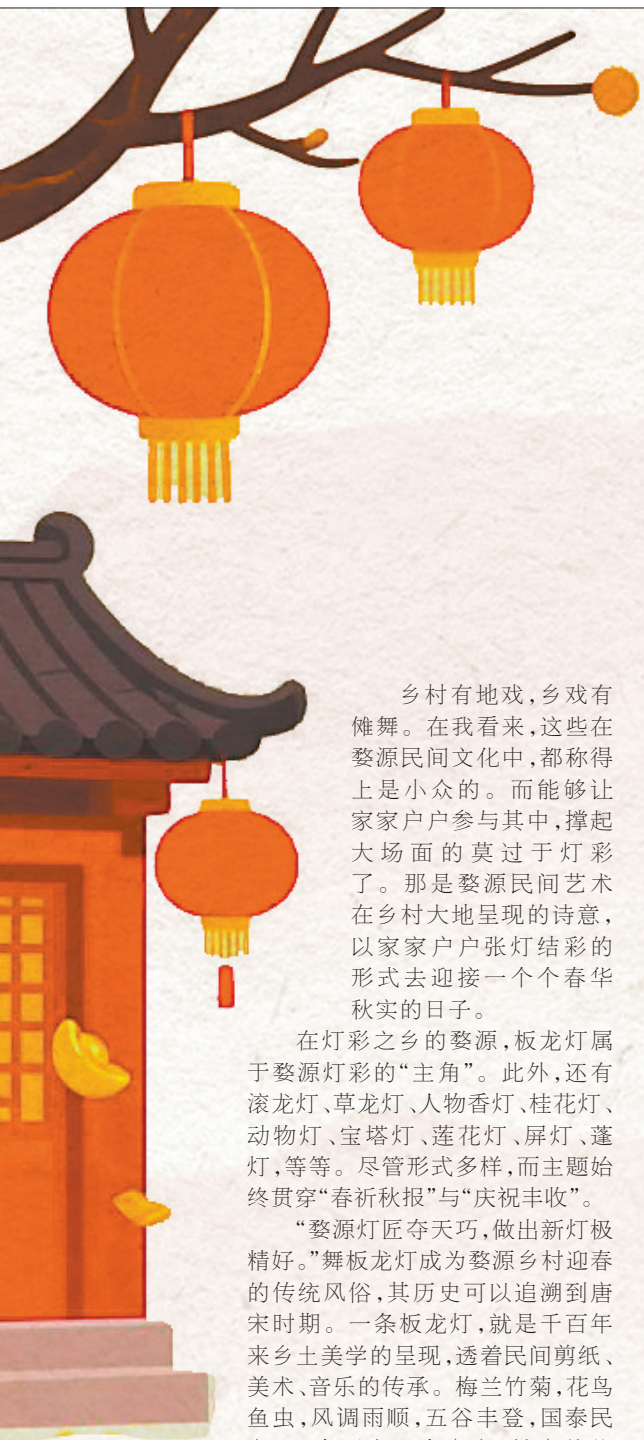 乡村有地戏,乡戏有
傩舞。在我看来,这些在
婺源民间文化中,都称得
上是小众的。而能够让
家家户户参与其中,撑起
大场面的莫过于灯彩
了。那是婺源民间艺术
在乡村大地呈现的诗意,
以家家户户张灯结彩的
形式去迎接一个个春华
秋实的日子。
在灯彩之乡的婺源,板龙灯属
于婺源灯彩的“主角”。此外,还有
滚龙灯、草龙灯、人物香灯、桂花灯、
动物灯、宝塔灯、莲花灯、屏灯、蓬
灯,等等。尽管形式多样,而主题始
终贯穿“春祈秋报”与“庆祝丰收”。
“婺源灯匠夺天巧,做出新灯极
精好。”舞板龙灯成为婺源乡村迎春
的传统风俗,其历史可以追溯到唐
宋时期。一条板龙灯,就是千百年
来乡土美学的呈现,透着民间剪纸、
美术、音乐的传承。梅兰竹菊,花鸟
鱼虫,风调雨顺,五谷丰登,国泰民